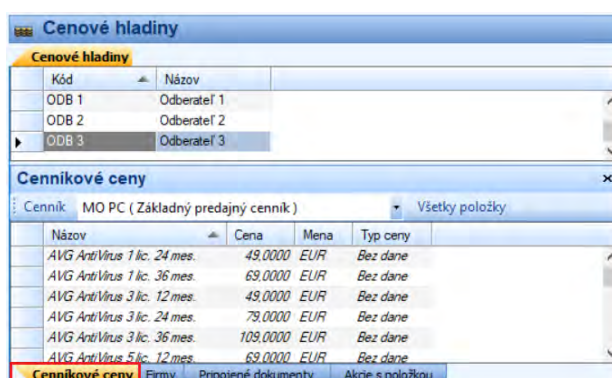 Cenové hladiny
Cenové hladiny
Kód Názov
ODB 1 Odberateľ 1
ODB 2 Odberateľ 2
ODB 3 Odberateľ 3
Cenníkové ceny
Cenník MO PC ( Základný predajný cenník ) Všetky položky
Názov Cena Mena Typ ceny
AVG AntiVirus 1 lic. 24 mes. 49,0000 EUR Bez dane
AVG AntiVirus 1 lic. 36 mes. 69,0000 EUR Bez dane
AVG AntiVirus 3 lic. 12 mes. 49,0000 EUR Bez dane
AVG AntiVirus 3 lic. 24 mes. 79,0000 EUR Bez dane
AVG AntiVirus 3 lic. 36 mes. 109,0000 EUR Bez dane
AVG AntiVirus 5 lic. 12 mes. 69,0000 EUR Bez dane
Cenníkové ceny Firmy Pripojené dokumenty Akcie s položkou